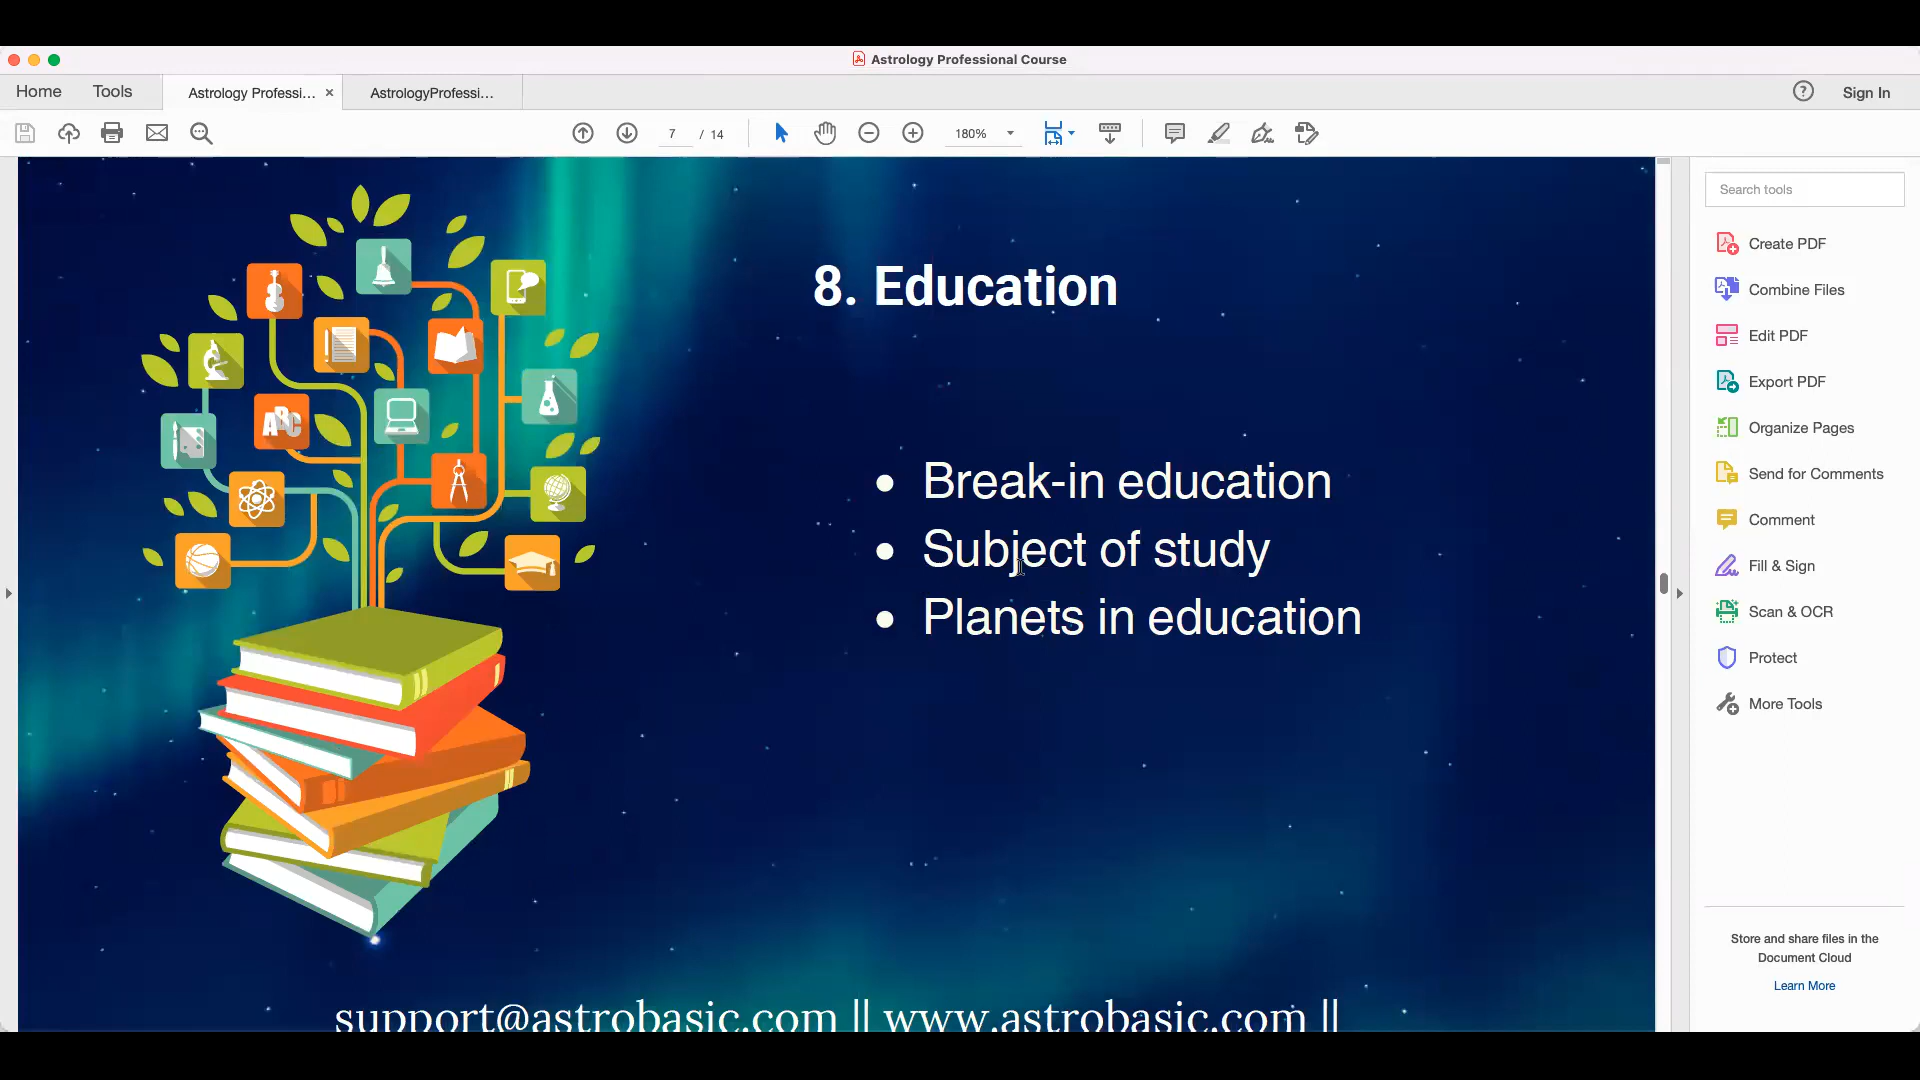 Astrology Professional Course
Home
Tools
Astrology Professi...
AstrologyProfessi...
Sign In
7 / 14
180%
8. Education
ABC
• Break-in education
• Subject of study
• Planets in education
support@astrobasic.com || www.astrobasic.com ||
Search tools
Create PDF
Combine Files
Edit PDF
Export PDF
Organize Pages
Send for Comments
Comment
Fill & Sign
Scan & OCR
Protect
More Tools
Store and share files in the
Document Cloud
Learn More